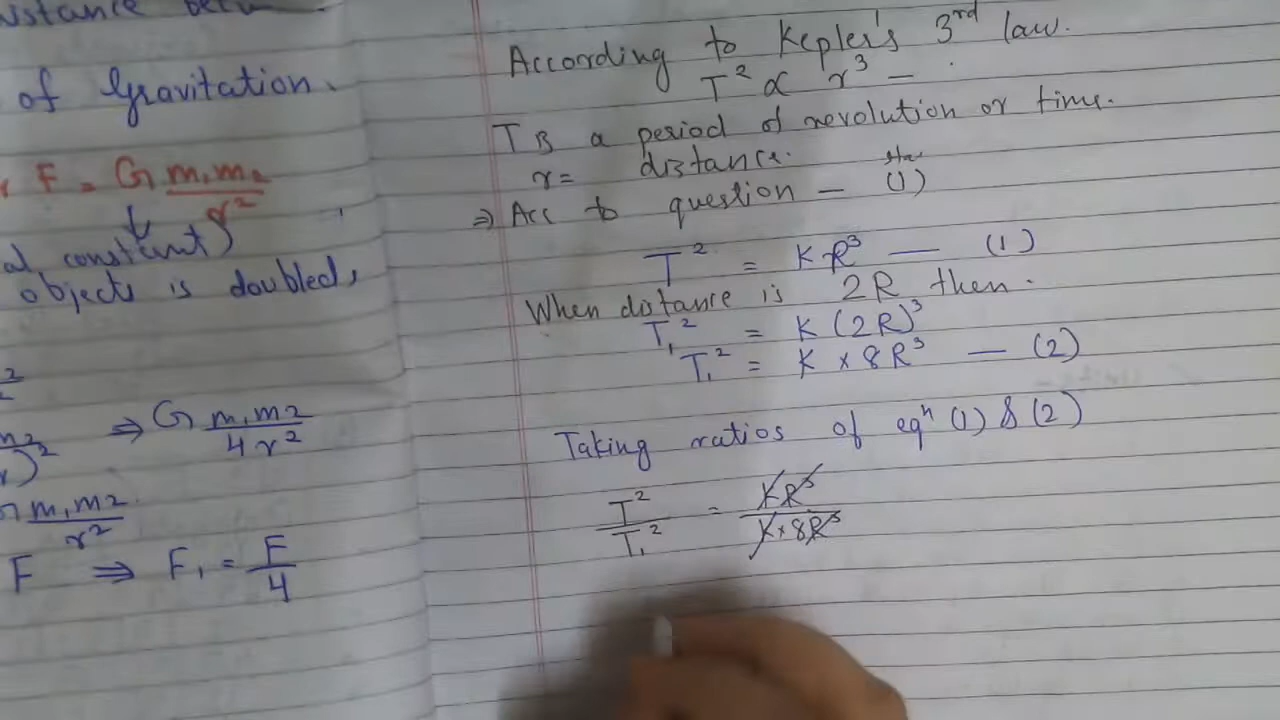 of Gravitation.
F = G m1m2 / r²
constant)
objects is doubled,
⇒ G m1m2 / 4r²
m1m2 / r²
F ⇒ F1 = F / 4
According to Kepler's 3rd law.
T² ∝ r³ –
T is a period of revolution or time.
r = distance.
⇒ Acc to question – (1)
T² = KR³ — (1)
When distance is 2R then.
T1² = K (2R)³
T1² = K × 8R³ — (2)
Taking ratios of eqn (1) & (2)
T² / T1² = KR³ / K×8R³